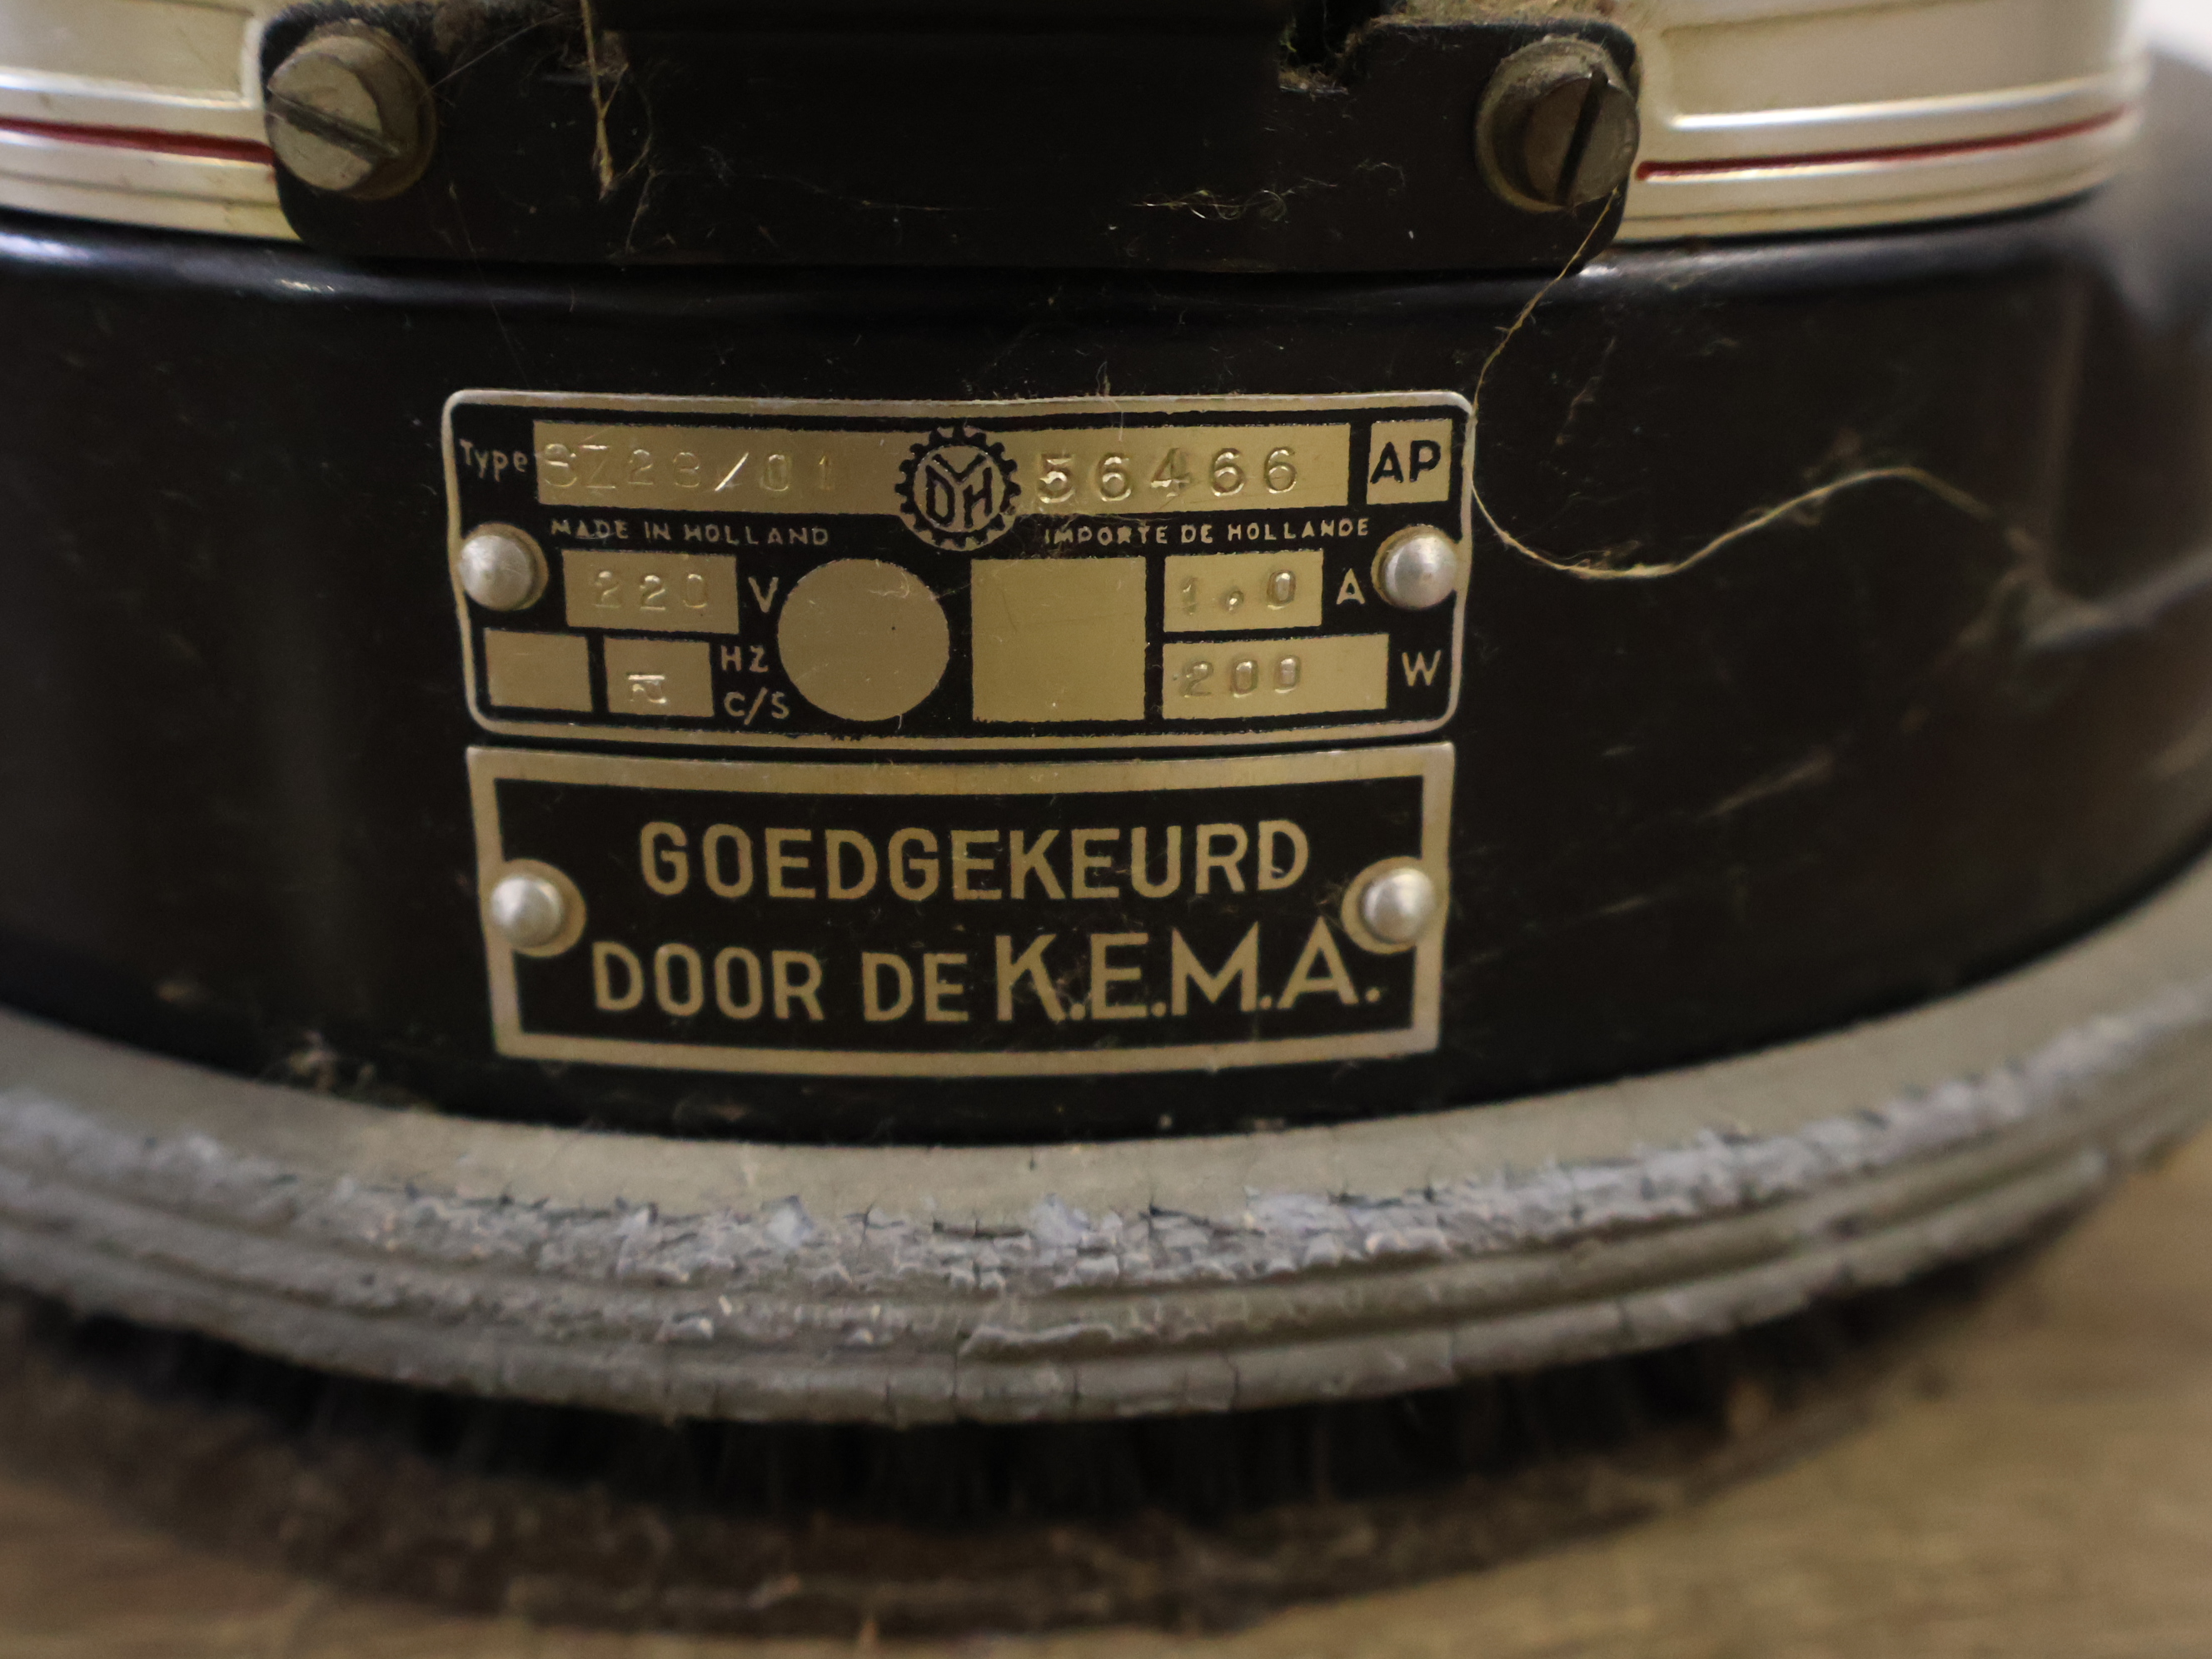 Type SZ23/01 DYH 56466 AP
MADE IN HOLLAND IMPORTE DE HOLLANDE
220 V 1,0 A
HZ 200 W
C/S
GOEDGEKEURD
DOOR DE K.E.M.A.